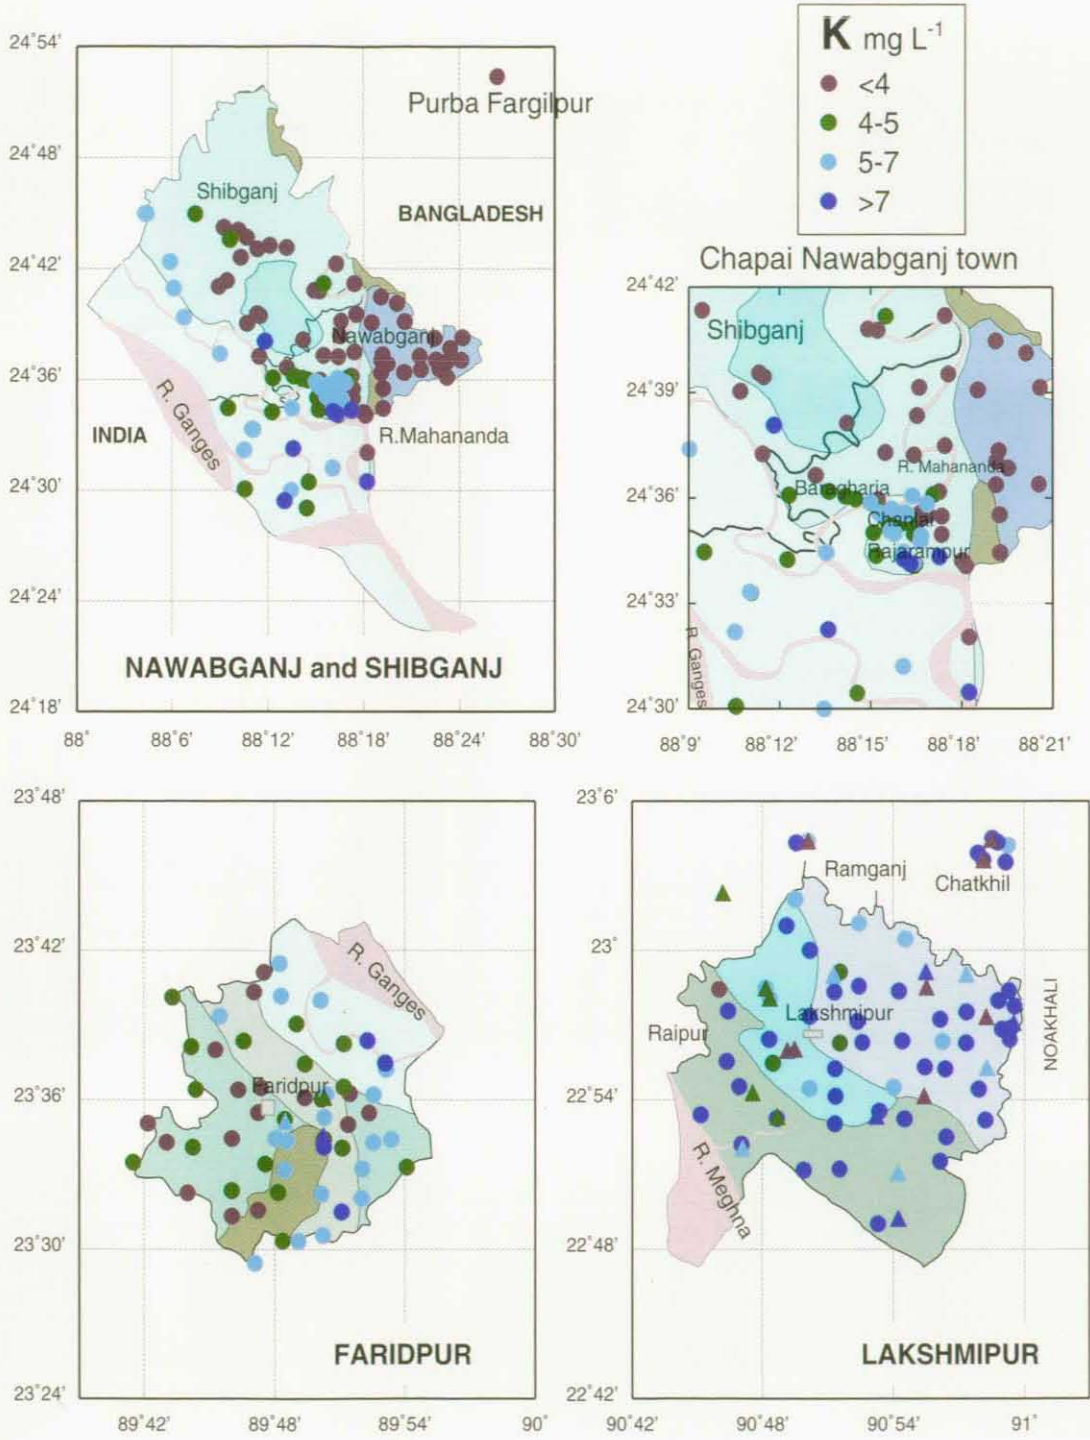 K mg L⁻¹
<4
4-5
5-7
>7
24˚54'
24˚48'
24˚42'
24˚36'
24˚30'
24˚24'
24˚18'
Purba Fargilpur
Shibganj
BANGLADESH
Nawabganj
R. Ganges
INDIA
R.Mahananda
NAWABGANJ and SHIBGANJ
88˚
88˚6'
88˚12'
88˚18'
88˚24'
88˚30'
Chapai Nawabganj town
24˚42'
24˚39'
24˚36'
24˚33'
24˚30'
Shibganj
R. Mahananda
Baragharia
Rajarampur
R. Ganges
88˚9'
88˚12'
88˚15'
88˚18'
88˚21'
23˚48'
23˚42'
23˚36'
23˚30'
23˚24'
R. Ganges
Faridpur
FARIDPUR
89˚42'
89˚48'
89˚54'
90˚
23˚6'
23˚
22˚54'
22˚48'
22˚42'
Ramganj
Chatkhil
Lakshmipur
Raipur
NOAKHALI
R. Meghna
LAKSHMIPUR
90˚42'
90˚48'
90˚54'
91˚